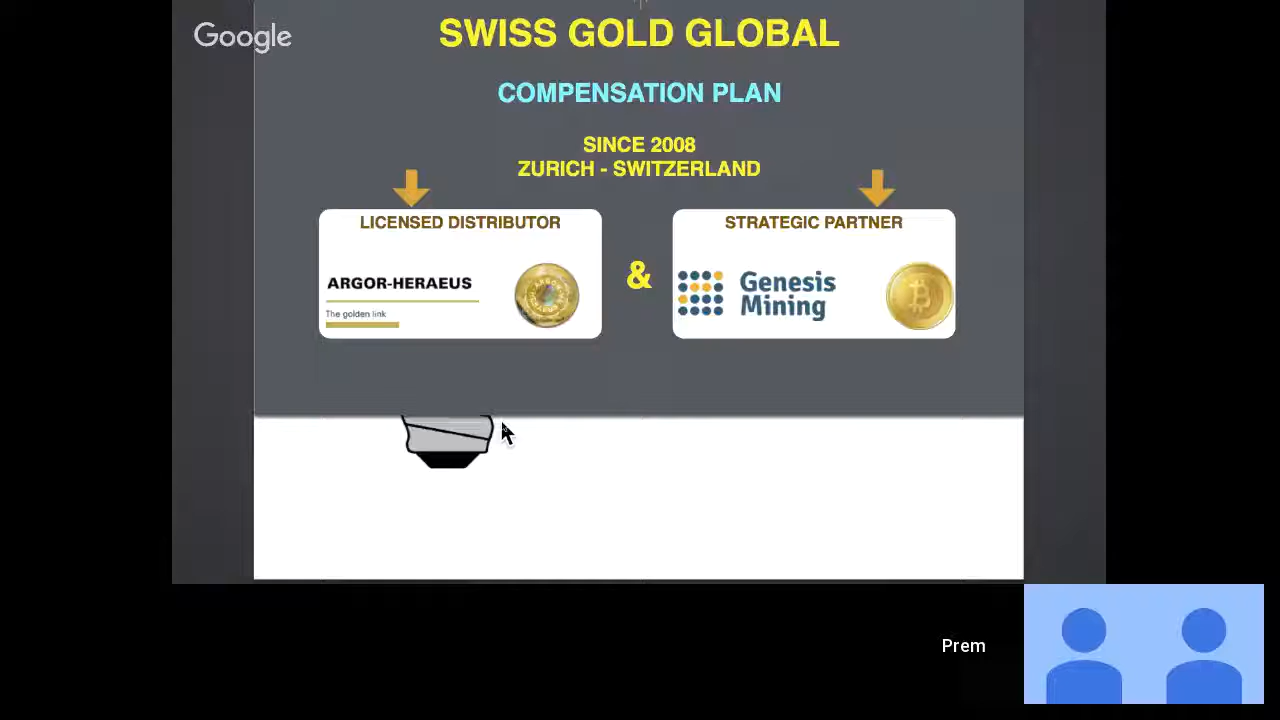 Google
SWISS GOLD GLOBAL
COMPENSATION PLAN
SINCE 2008
ZURICH - SWITZERLAND
LICENSED DISTRIBUTOR
ARGOR-HERAEUS
The golden link
&
STRATEGIC PARTNER
Genesis
Mining
Prem